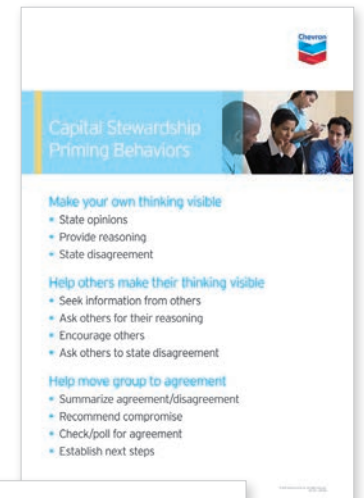 Chevron
Capital Stewardship
Priming Behaviors
Make your own thinking visible
• State opinions
• Provide reasoning
• State disagreement
Help others make their thinking visible
• Seek information from others
• Ask others for their reasoning
• Encourage others
• Ask others to state disagreement
Help move group to agreement
• Summarize agreement/disagreement
• Recommend compromise
• Check/poll for agreement
• Establish next steps